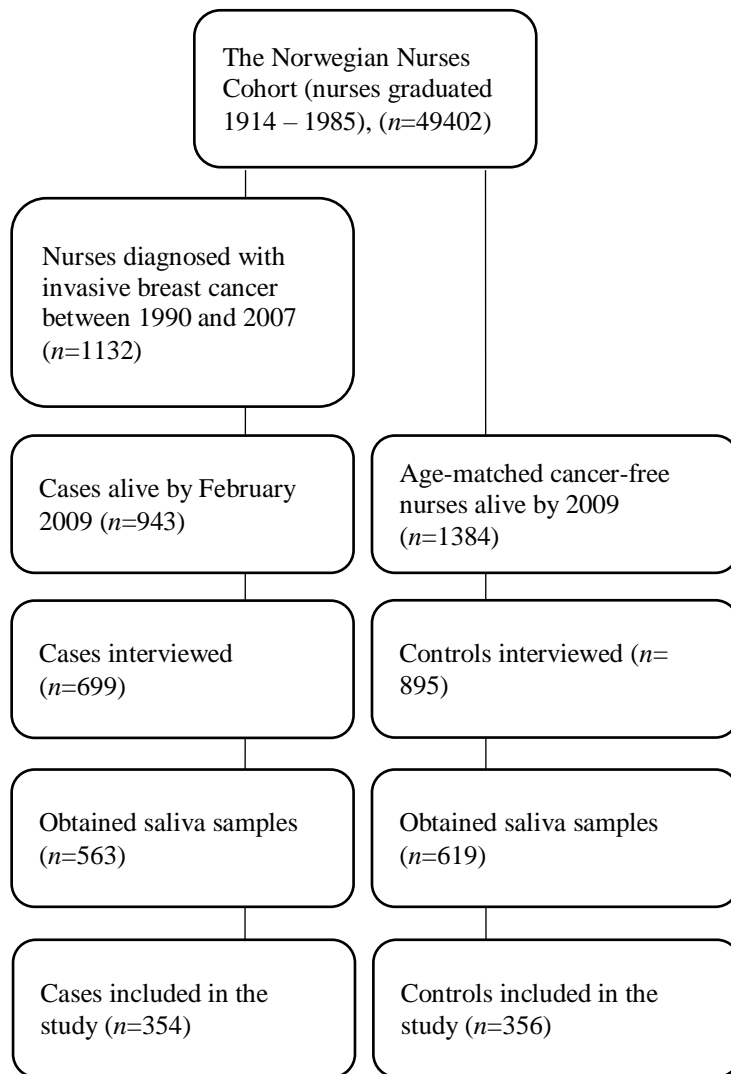 The Norwegian Nurses
Cohort (nurses graduated
1914 – 1985), (n=49402)
Nurses diagnosed with
invasive breast cancer
between 1990 and 2007
(n=1132)
Cases alive by February
2009 (n=943)
Age-matched cancer-free
nurses alive by 2009
(n=1384)
Cases interviewed
(n=699)
Controls interviewed (n=
895)
Obtained saliva samples
(n=563)
Obtained saliva samples
(n=619)
Cases included in the
study (n=354)
Controls included in the
study (n=356)